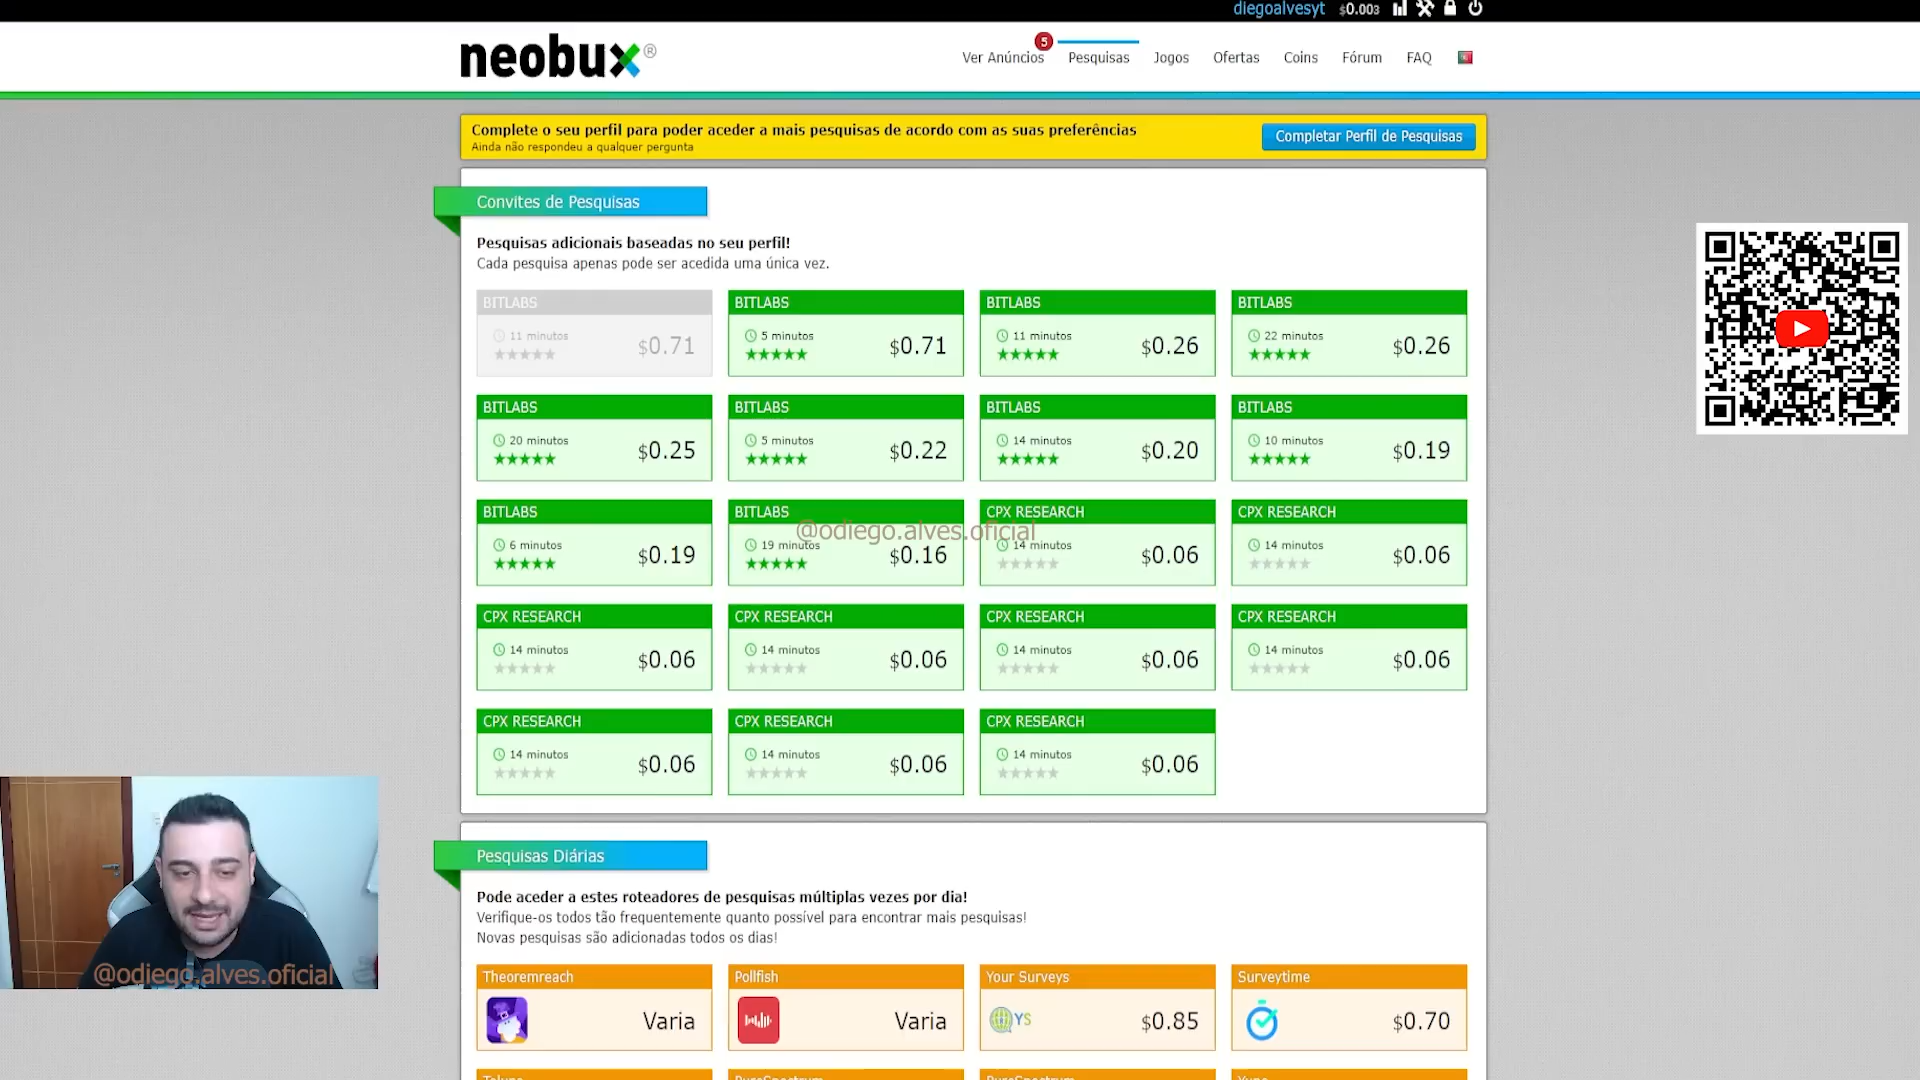 diegoalvesyt $0.003
neobux®
Ver Anúncios 5 Pesquisas Jogos Ofertas Coins Fórum FAQ
Complete o seu perfil para poder aceder a mais pesquisas de acordo com as suas preferências
Ainda não respondeu a qualquer pergunta
Completar Perfil de Pesquisas
Convites de Pesquisas
Pesquisas adicionais baseadas no seu perfil!
Cada pesquisa apenas pode ser acedida uma única vez.
BITLABS BITLABS BITLABS BITLABS
11 minutos $0.71 5 minutos $0.71 11 minutos $0.26 22 minutos $0.26
BITLABS BITLABS BITLABS BITLABS
20 minutos $0.25 5 minutos $0.22 14 minutos $0.20 10 minutos $0.19
BITLABS BITLABS CPX RESEARCH CPX RESEARCH
@odiego.alves.oficial
6 minutos $0.19 19 minutos $0.16 14 minutos $0.06 14 minutos $0.06
CPX RESEARCH CPX RESEARCH CPX RESEARCH CPX RESEARCH
14 minutos $0.06 14 minutos $0.06 14 minutos $0.06 14 minutos $0.06
CPX RESEARCH CPX RESEARCH CPX RESEARCH
14 minutos $0.06 14 minutos $0.06 14 minutos $0.06
Pesquisas Diárias
Pode aceder a estes roteadores de pesquisas múltiplas vezes por dia!
Verifique-os todos tão frequentemente quanto possível para encontrar mais pesquisas!
Novas pesquisas são adicionadas todos os dias!
Theoremreach Pollfish Your Surveys Surveytime
Varia Varia YS $0.85 $0.70
@odiego.alves.oficial